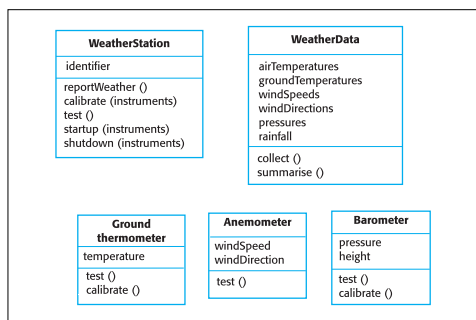 WeatherStation
identifier
reportWeather ()
calibrate (instruments)
test ()
startup (instruments)
shutdown (instruments)
WeatherData
airTemperatures
groundTemperatures
windSpeeds
windDirections
pressures
rainfall
collect ()
summarise ()
Ground
thermometer
temperature
test ()
calibrate ()
Anemometer
windSpeed
windDirection
test ()
Barometer
pressure
height
test ()
calibrate ()